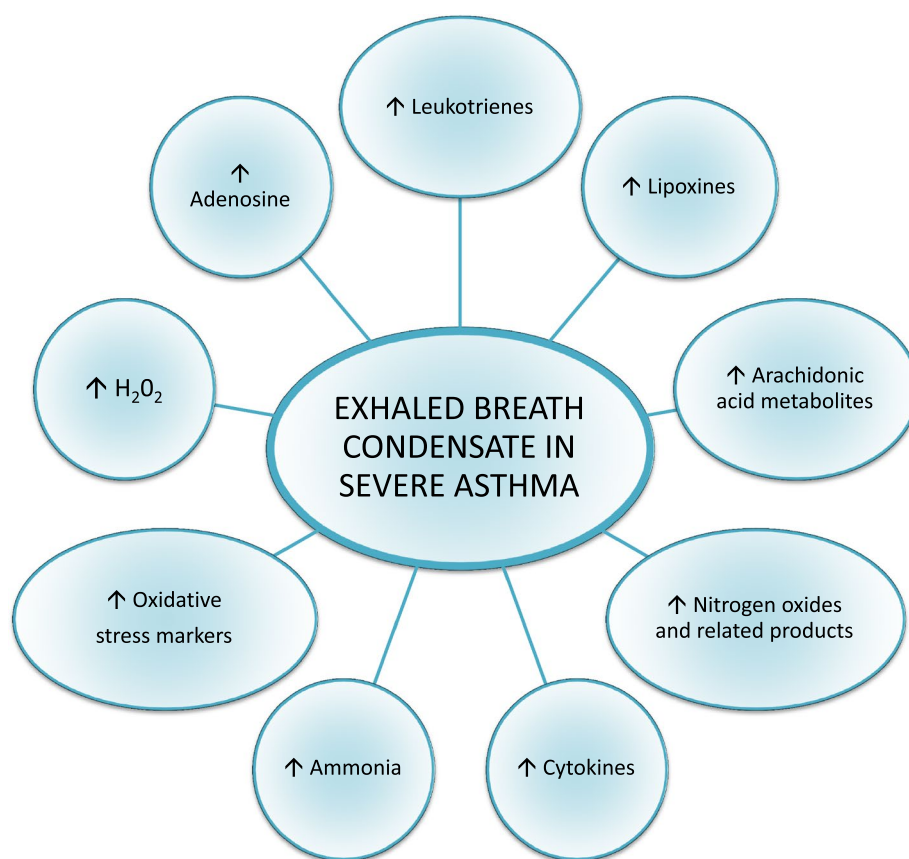 ↑ Leukotrienes
↑
Adenosine
↑ Lipoxines
↑ H₂0₂
↑ Arachidonic
acid metabolites
EXHALED BREATH
CONDENSATE IN
SEVERE ASTHMA
↑ Oxidative
stress markers
↑ Nitrogen oxides
and related products
↑ Ammonia
↑ Cytokines